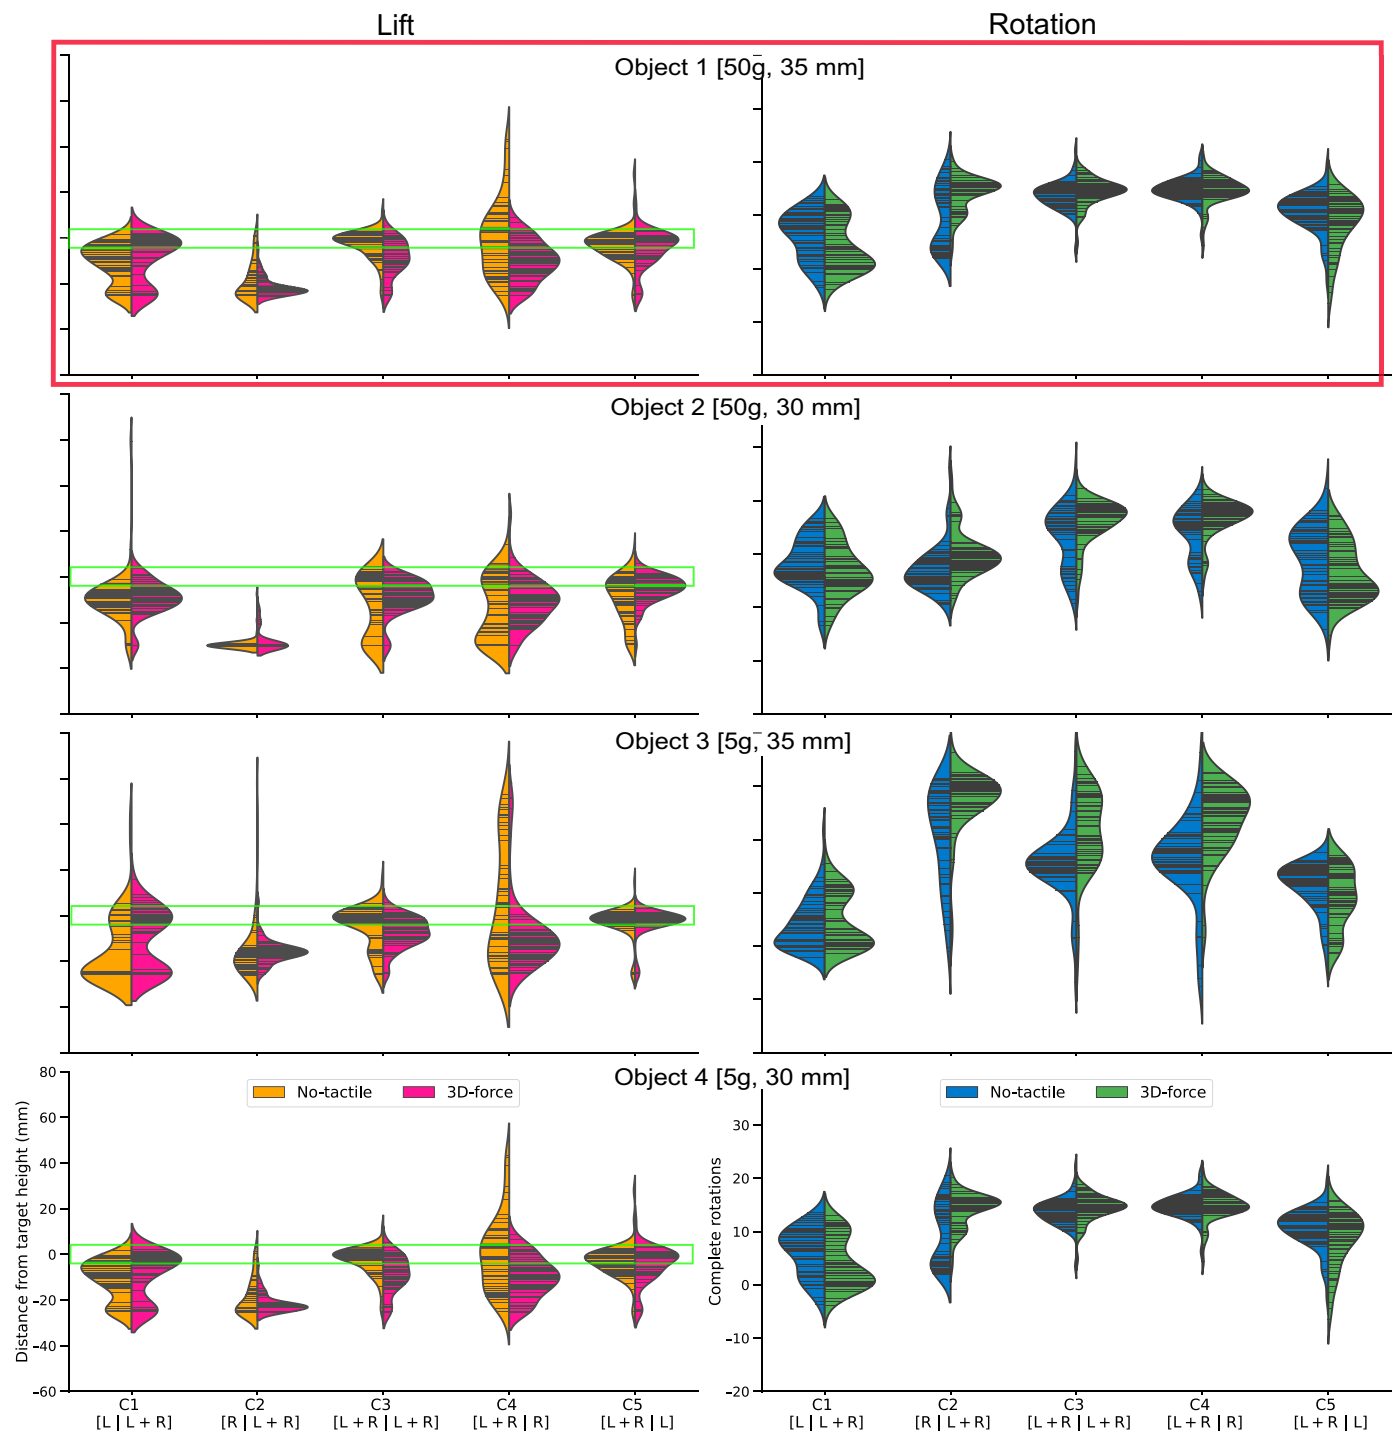 Lift
Rotation
Object 1 [50g, 35 mm]
Object 2 [50g, 30 mm]
Object 3 [5g, 35 mm]
Object 4 [5g, 30 mm]
No-tactile 3D-force
No-tactile 3D-force
Distance from target height (mm)
80
60
40
20
0
−20
−40
−60
Complete rotations
30
20
10
0
−10
−20
C1 C2 C3 C4 C5
[L | L + R] [R | L + R] [L + R | L + R] [L + R | R] [L + R | L]
C1 C2 C3 C4 C5
[L | L + R] [R | L + R] [L + R | L + R] [L + R | R] [L + R | L]